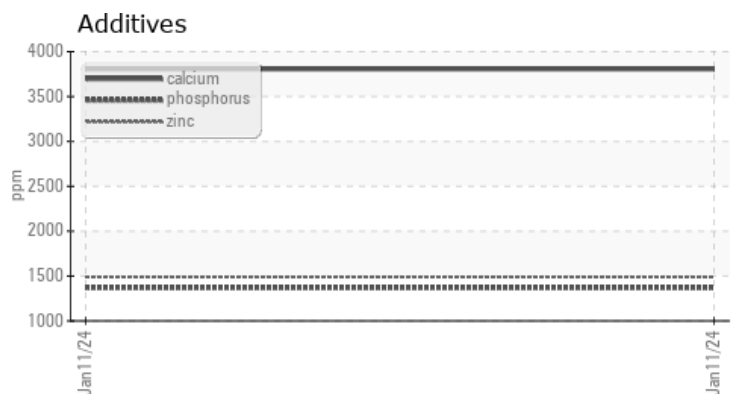 Additives
4000
3500
3000
2500
2000
1500
1000
ppm
calcium
phosphorus
zinc
Jan11/24
Jan11/24